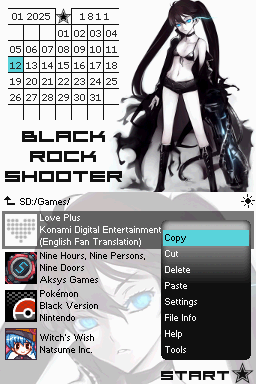 01 2025 1811
01 02 03 04
05 06 07 08 09 10 11
12 13 14 15 16 17 18
19 20 21 22 23 24 25
26 27 28 29 30 31
BLACK
ROCK
SHOOTER
SD:/Games/
Love Plus
Konami Digital Entertainment
(English Fan Translation)
Nine Hours, Nine Persons,
Nine Doors
Aksys Games
Pokémon
Black Version
Nintendo
Witch's Wish
Natsume Inc.
Copy
Cut
Delete
Paste
Settings
File Info
Help
Tools
START